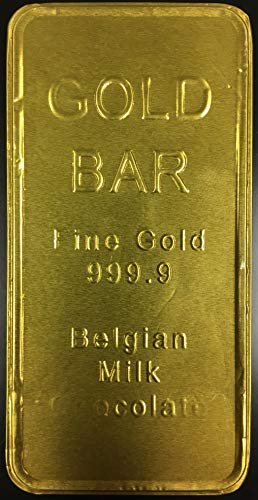 GOLD
BAR
Fine Gold
999.9
Belgian
Milk
Chocolate